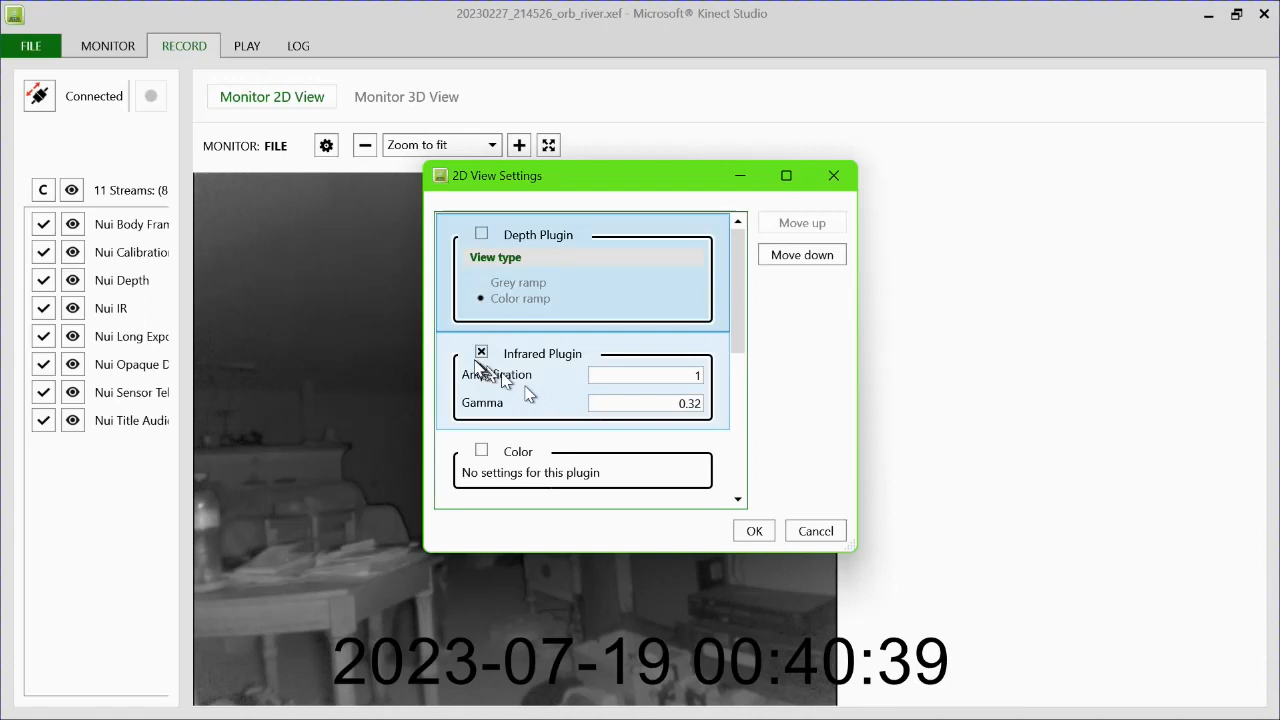 20230227_214526_orb_river.xef - Microsoft® Kinect Studio
FILE MONITOR RECORD PLAY LOG
Connected
Monitor 2D View Monitor 3D View
MONITOR: FILE
Zoom to fit
C 11 Streams: (8
Nui Body Fran
Nui Calibratio
Nui Depth
Nui IR
Nui Long Expo
Nui Opaque D
Nui Sensor Tel
Nui Title Audi
2D View Settings
Depth Plugin
View type
Grey ramp
Color ramp
Infrared Plugin
1
Gamma 0.32
Color
No settings for this plugin
Move up
Move down
OK Cancel
2023-07-19 00:40:39